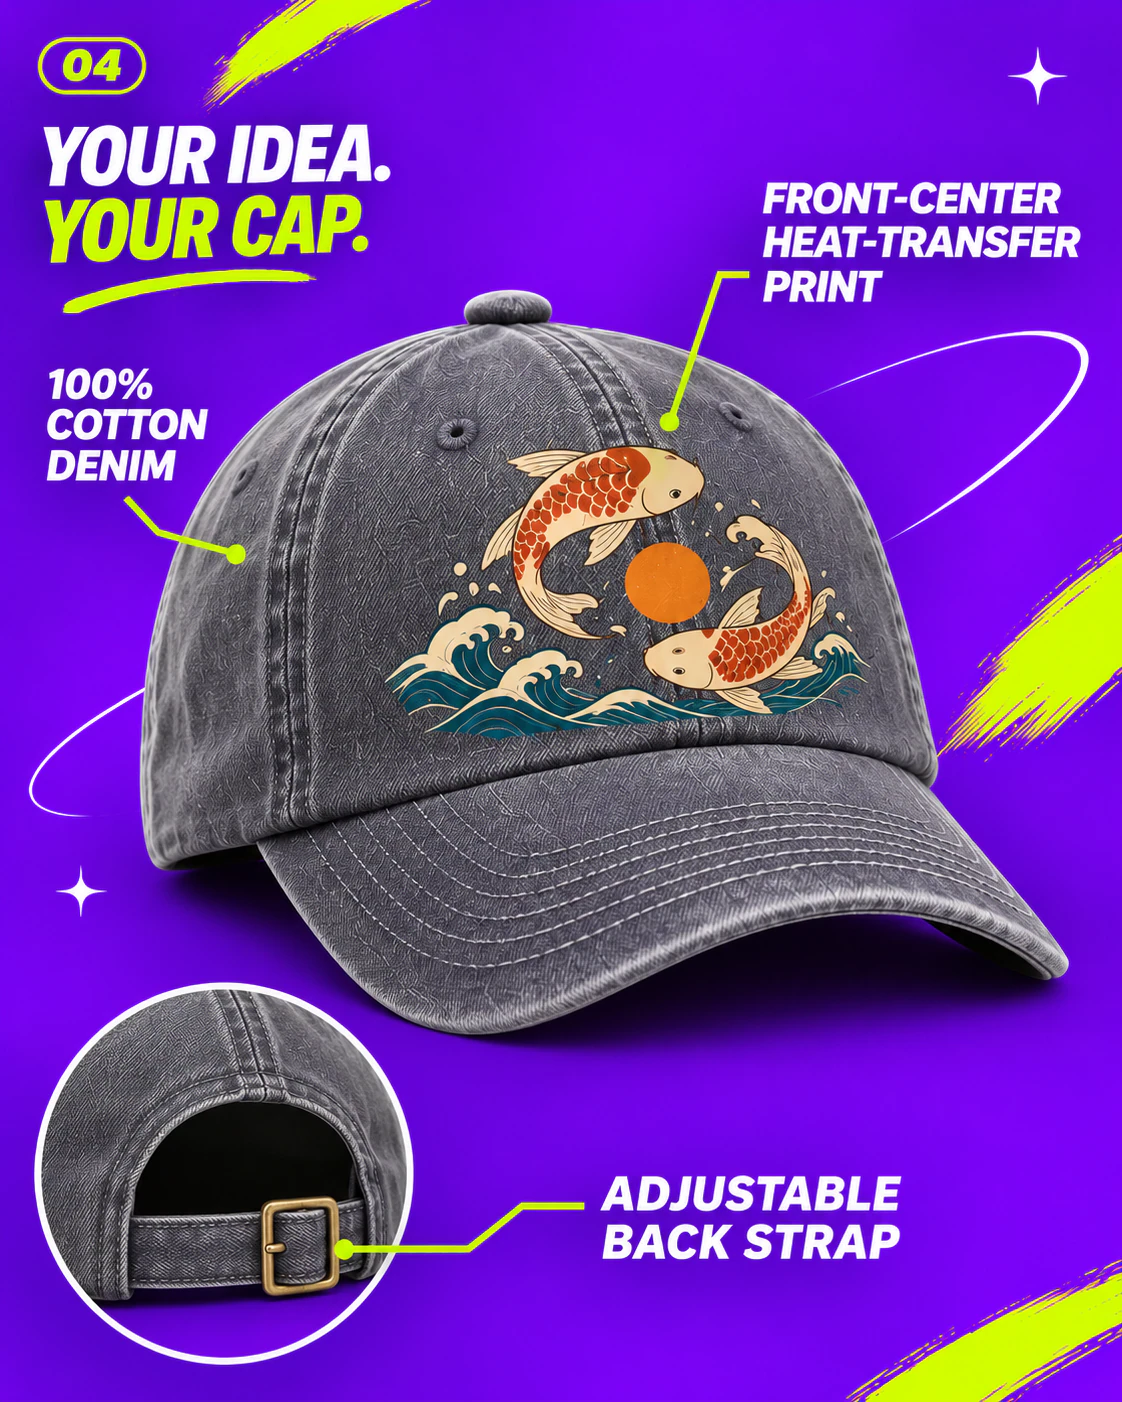 04
YOUR IDEA.
YOUR CAP.
FRONT-CENTER
HEAT-TRANSFER
PRINT
100%
COTTON
DENIM
ADJUSTABLE
BACK STRAP